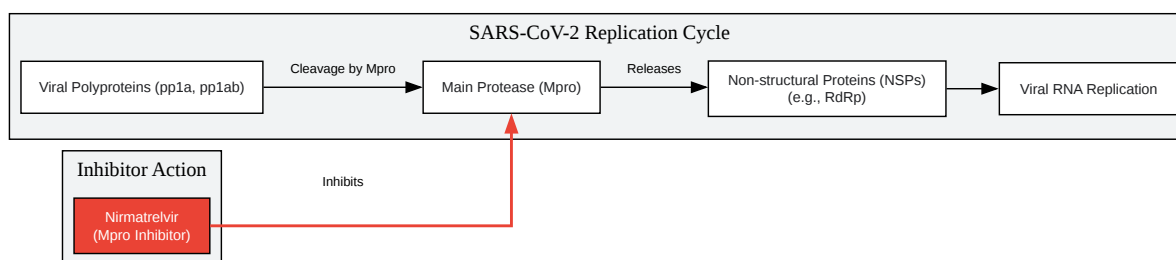 SARS-CoV-2 Replication Cycle
Viral Polyproteins (pp1a, pp1ab)
Cleavage by Mpro
Main Protease (Mpro)
Releases
Non-structural Proteins (NSPs)
(e.g., RdRp)
Viral RNA Replication
Inhibitor Action
Nirmatrelvir
(Mpro Inhibitor)
Inhibits